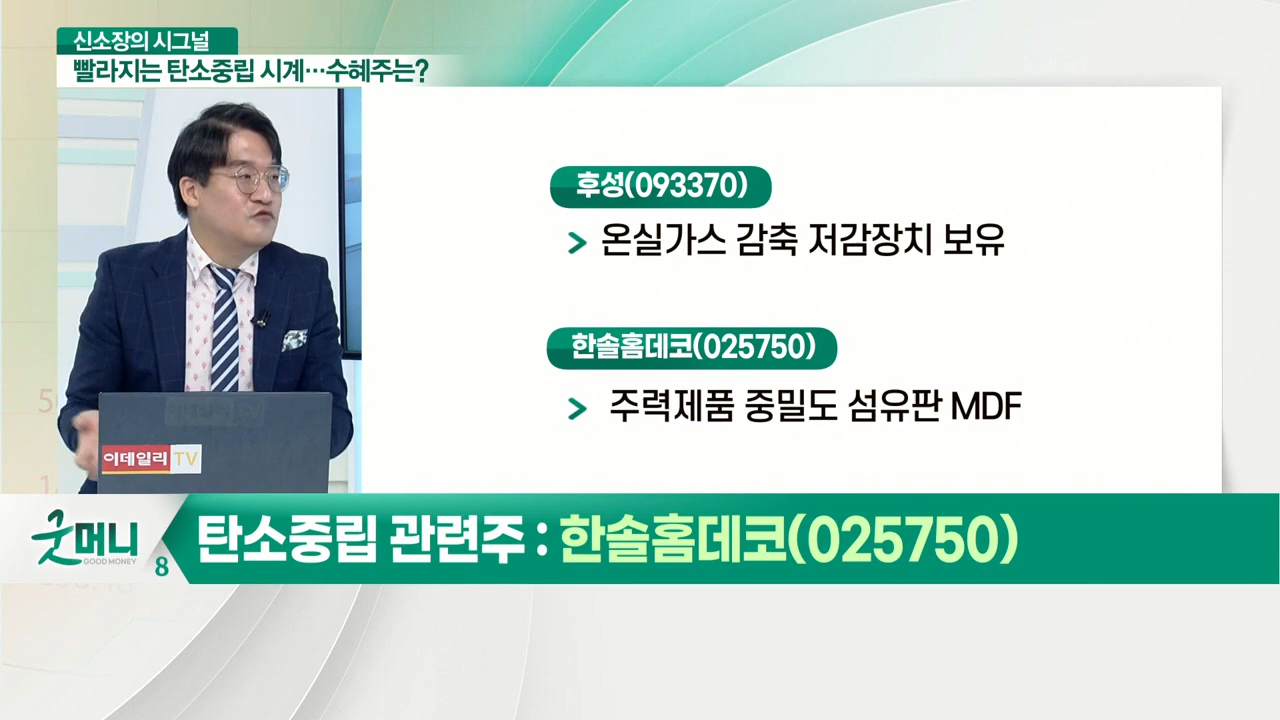 신소장의 시그널
빨라지는 탄소중립 시계…수혜주는?
후성(093370)
온실가스 감축 저감장치 보유
한솔홈데코(025750)
주력제품 중밀도 섬유판 MDF
이데일리 TV
굿머니
GOOD MONEY
8
탄소중립 관련주 : 한솔홈데코(025750)